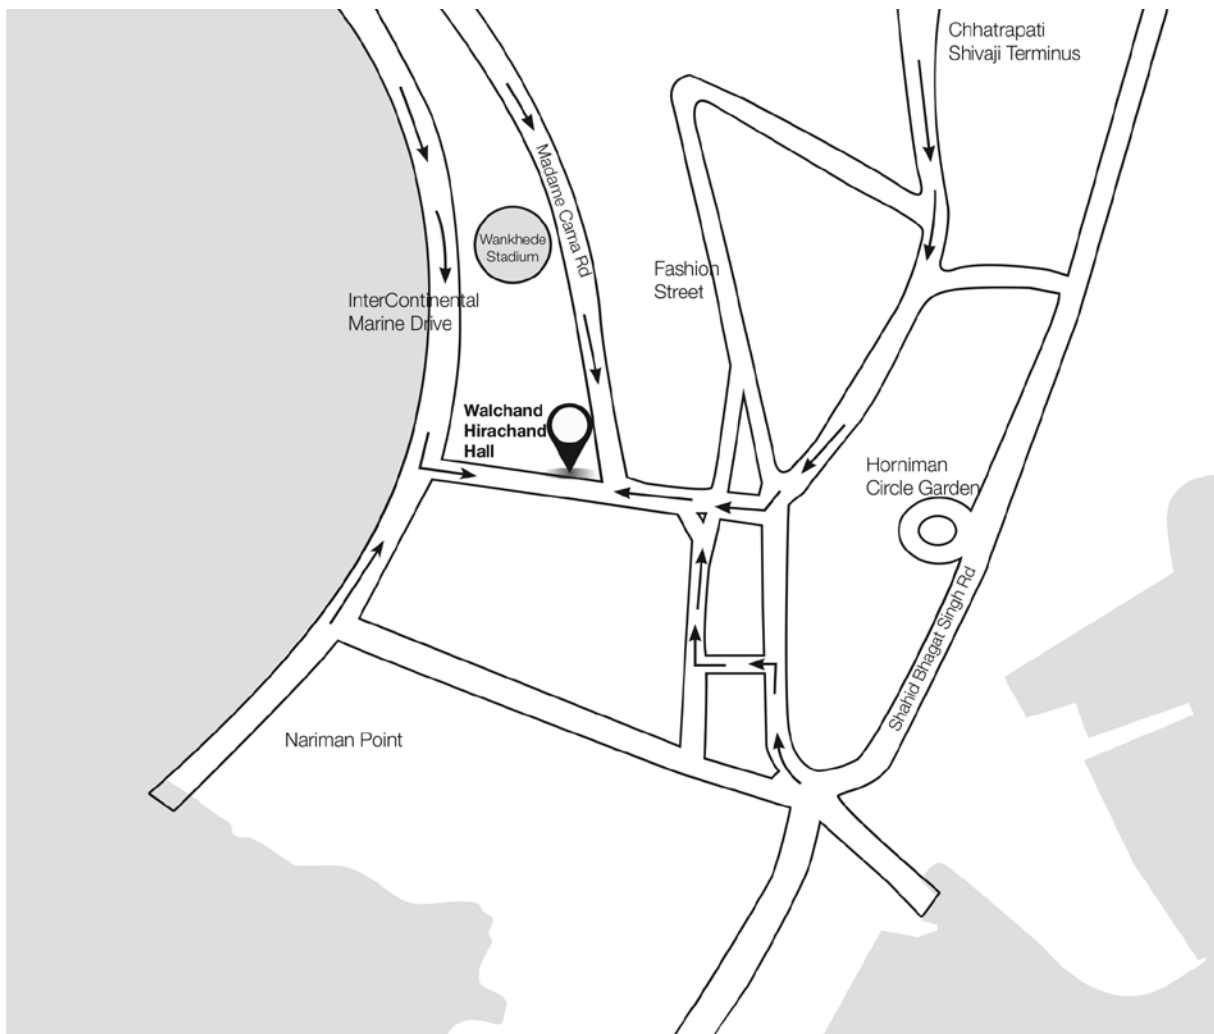 Chhatrapati
Shivaji Terminus
Madame Cama Rd
Wankhede
Stadium
Fashion
Street
InterContinental
Marine Drive
Walchand
Hirachand
Hall
Horniman
Circle Garden
Shahid Bhagat Singh Rd
Nariman Point